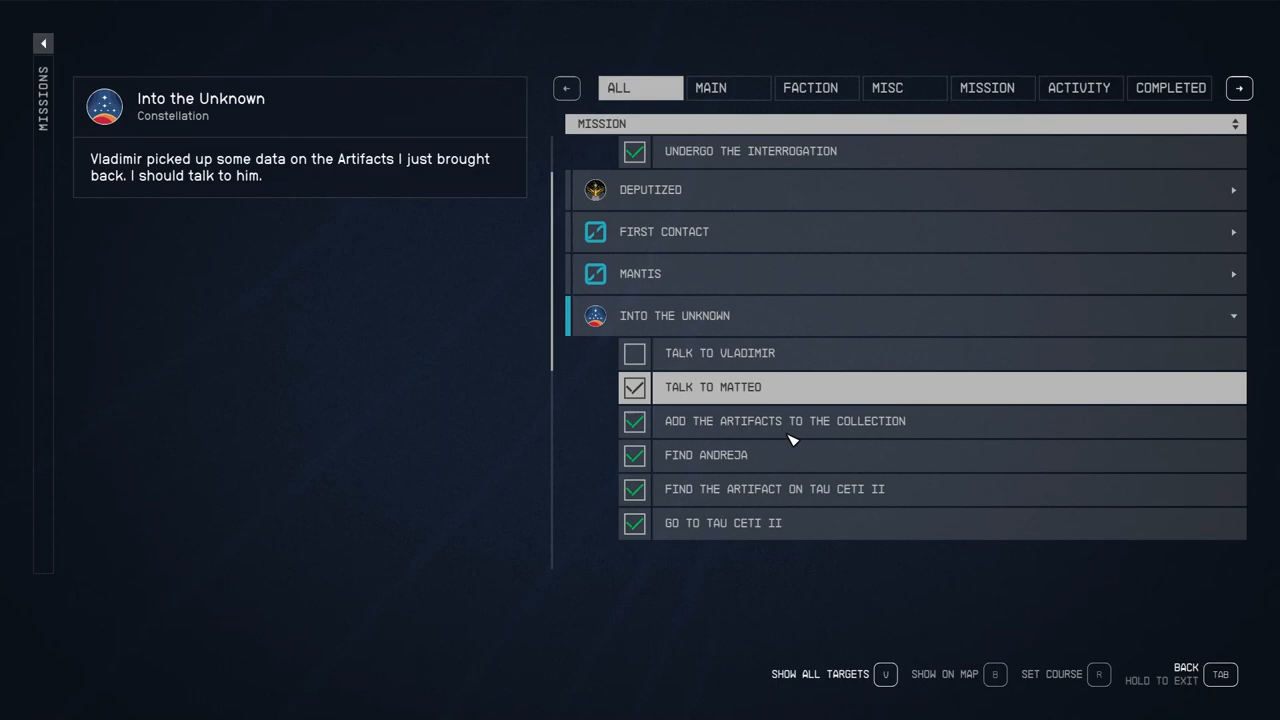 MISSIONS
Into the Unknown
Constellation
Vladimir picked up some data on the Artifacts I just brought
back. I should talk to him.
ALL MAIN FACTION MISC MISSION ACTIVITY COMPLETED
MISSION
UNDERGO THE INTERROGATION
DEPUTIZED
FIRST CONTACT
MANTIS
INTO THE UNKNOWN
TALK TO VLADIMIR
TALK TO MATTEO
ADD THE ARTIFACTS TO THE COLLECTION
FIND ANDREJA
FIND THE ARTIFACT ON TAU CETI II
GO TO TAU CETI II
SHOW ALL TARGETS V SHOW ON MAP B SET COURSE R BACK TAB
HOLD TO EXIT